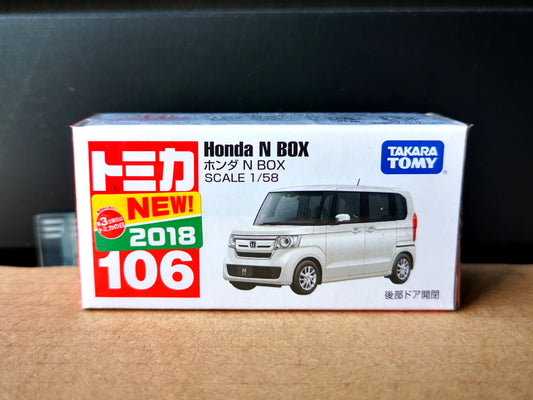 トミカ
NEW!
2018
106
Honda N BOX
ホンダ N BOX
SCALE 1/58
TAKARA
TOMY
N
後部ドア開閉